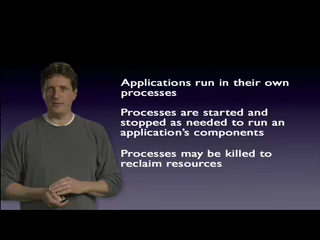 Applications run in their own
processes
Processes are started and
stopped as needed to run an
application's components
Processes may be killed to
reclaim resources